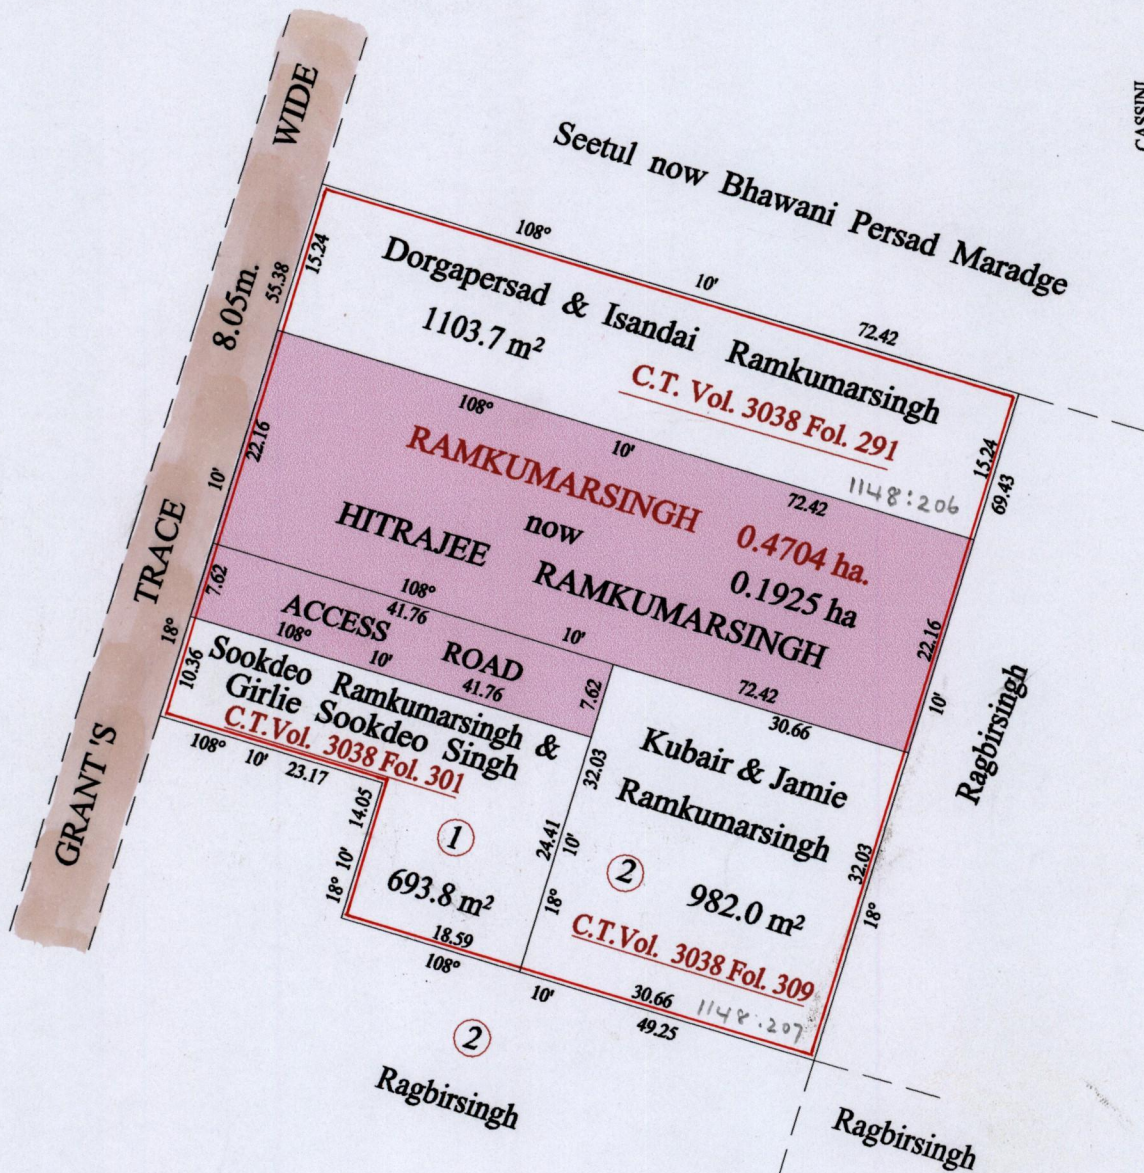 CASSINI
WIDE
8.05m.
TRACE
GRANT'S
Seetul now Bhawani Persad Maradge
108°
10'
72.42
15.24
55.38
Dorgapersad & Isandai Ramkumarsingh
1103.7 m²
C.T. Vol. 3038 Fol. 291
15.24
69.43
1148:206
108°
10'
72.42
22.16
10'
RAMKUMARSINGH 0.4704 ha.
now
0.1925 ha
HITRAJEE RAMKUMARSINGH
22.16
10'
Ragbirsingh
7.62
18°
108°
41.76
10'
72.42
30.66
ACCESS ROAD
108°
10'
41.76
7.62
10.36
Sookdeo Ramkumarsingh &
Girlie Sookdeo Singh
C.T.Vol. 3038 Fol. 301
108°
10'
23.17
14.05
10'
18°
1
693.8 m²
32.03
24.41
10'
18°
Kubair & Jamie
Ramkumarsingh
2
982.0 m²
C.T.Vol. 3038 Fol. 309
32.03
18°
18.59
108°
10'
30.66
49.25
1148:207
2
Ragbirsingh
Ragbirsingh